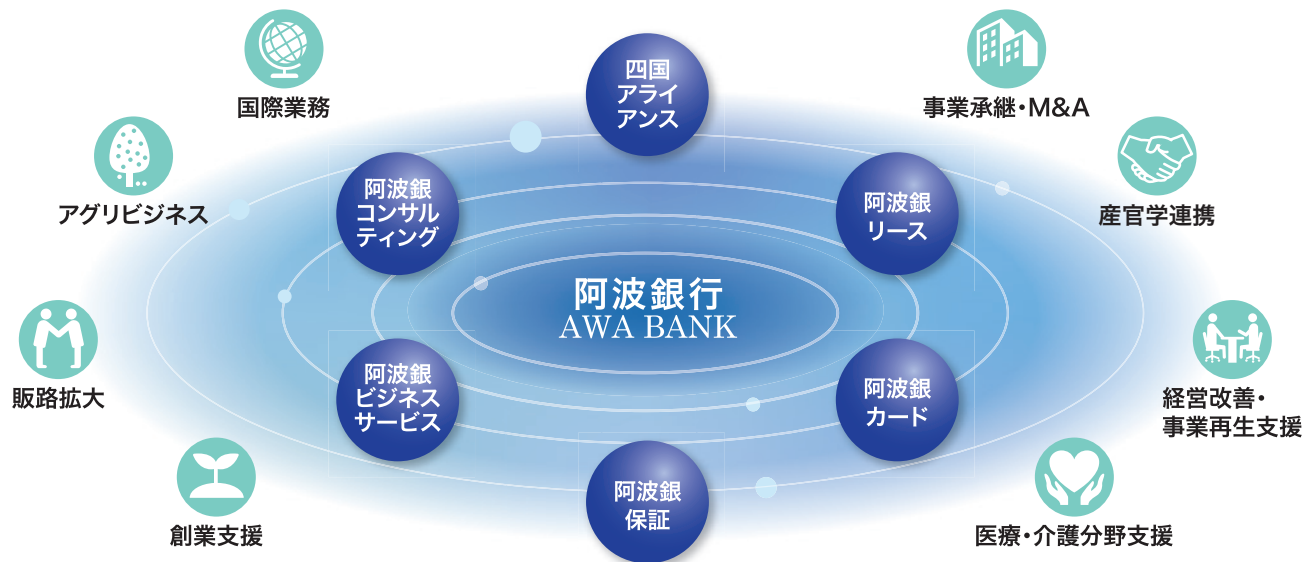 四国
アライ
アンス
国際業務
事業承継・M&A
アグリビジネス
阿波銀
コンサル
ティング
阿波銀
リース
産官学連携
阿波銀行
AWA BANK
販路拡大
阿波銀
ビジネス
サービス
阿波銀
カード
経営改善・
事業再生支援
創業支援
阿波銀
保証
医療・介護分野支援